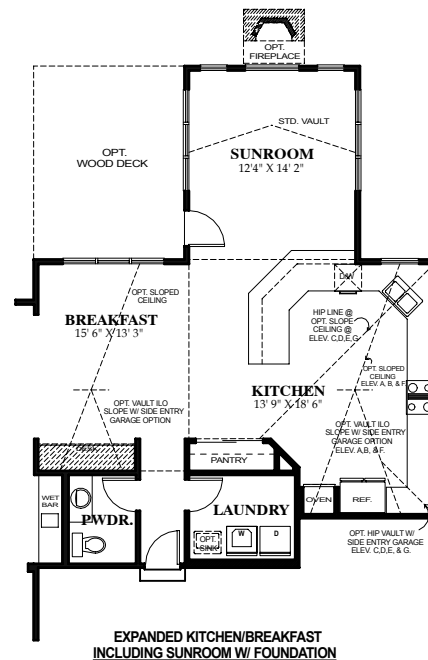 OPT.
FIREPLACE
STD. VAULT
SUNROOM
12'4" X 14' 2"
OPT.
WOOD DECK
D/W
OPT. SLOPED
CEILING
HIP LINE @
OPT. SLOPE
CEILING @
ELEV. C,D,E,G
BREAKFAST
15' 6" X 13' 3"
OPT. SLOPED
CEILING
ELEV. A, B, & F.
KITCHEN
13' 9" X 18' 6"
OPT. VAULT ILO
SLOPE W/ SIDE ENTRY
GARAGE OPTION
OPT. VAULT ILO
SLOPE W/ SIDE ENTRY
GARAGE OPTION
ELEV. A,B, & F.
DESK
PANTRY
OVEN
REF.
WET
BAR
PWDR.
LAUNDRY
OPT.
SINK
W
D
OPT. HIP VAULT W/
SIDE ENTRY GARAGE
ELEV. C,D,E, & G.
EXPANDED KITCHEN/BREAKFAST
INCLUDING SUNROOM W/ FOUNDATION